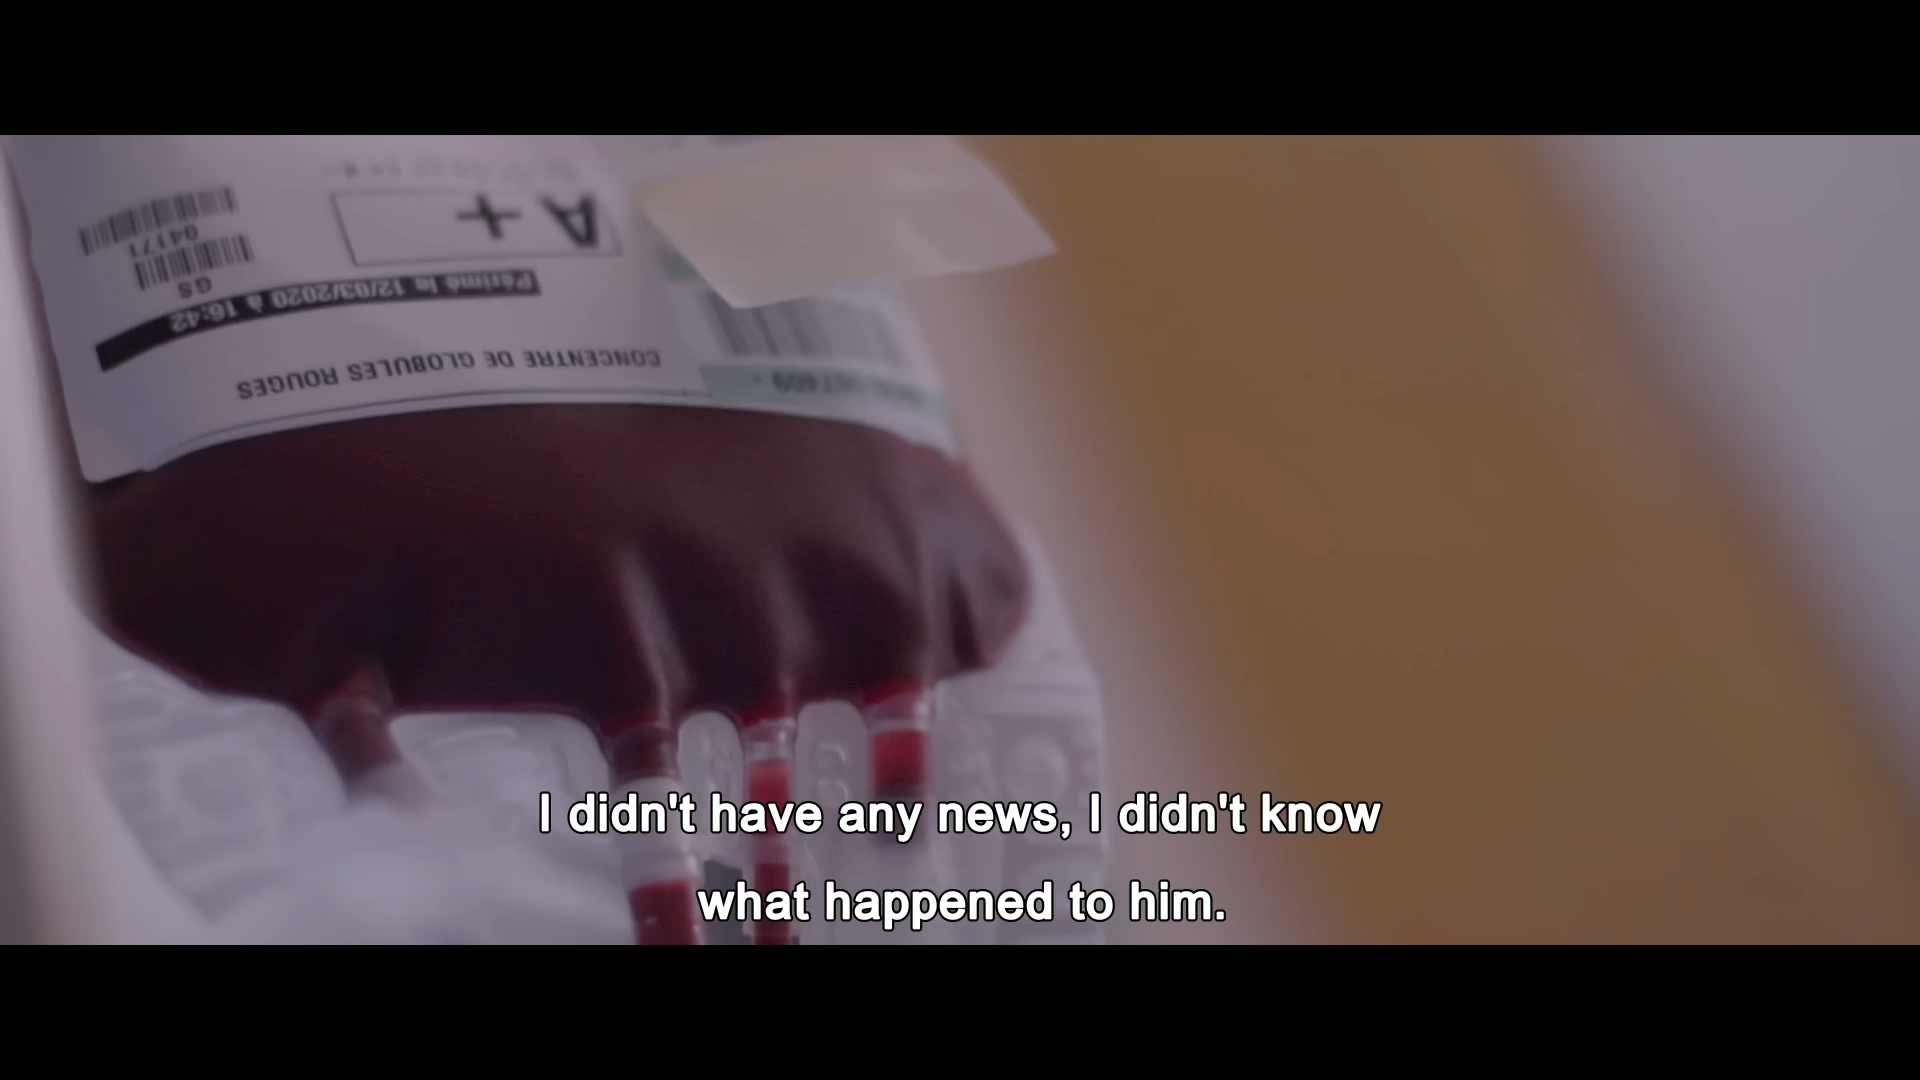 A+
04171
GS
Périmé le 12/03/2020 à 16:42
CONCENTRE DE GLOBULES ROUGES
I didn't have any news, I didn't know
what happened to him.